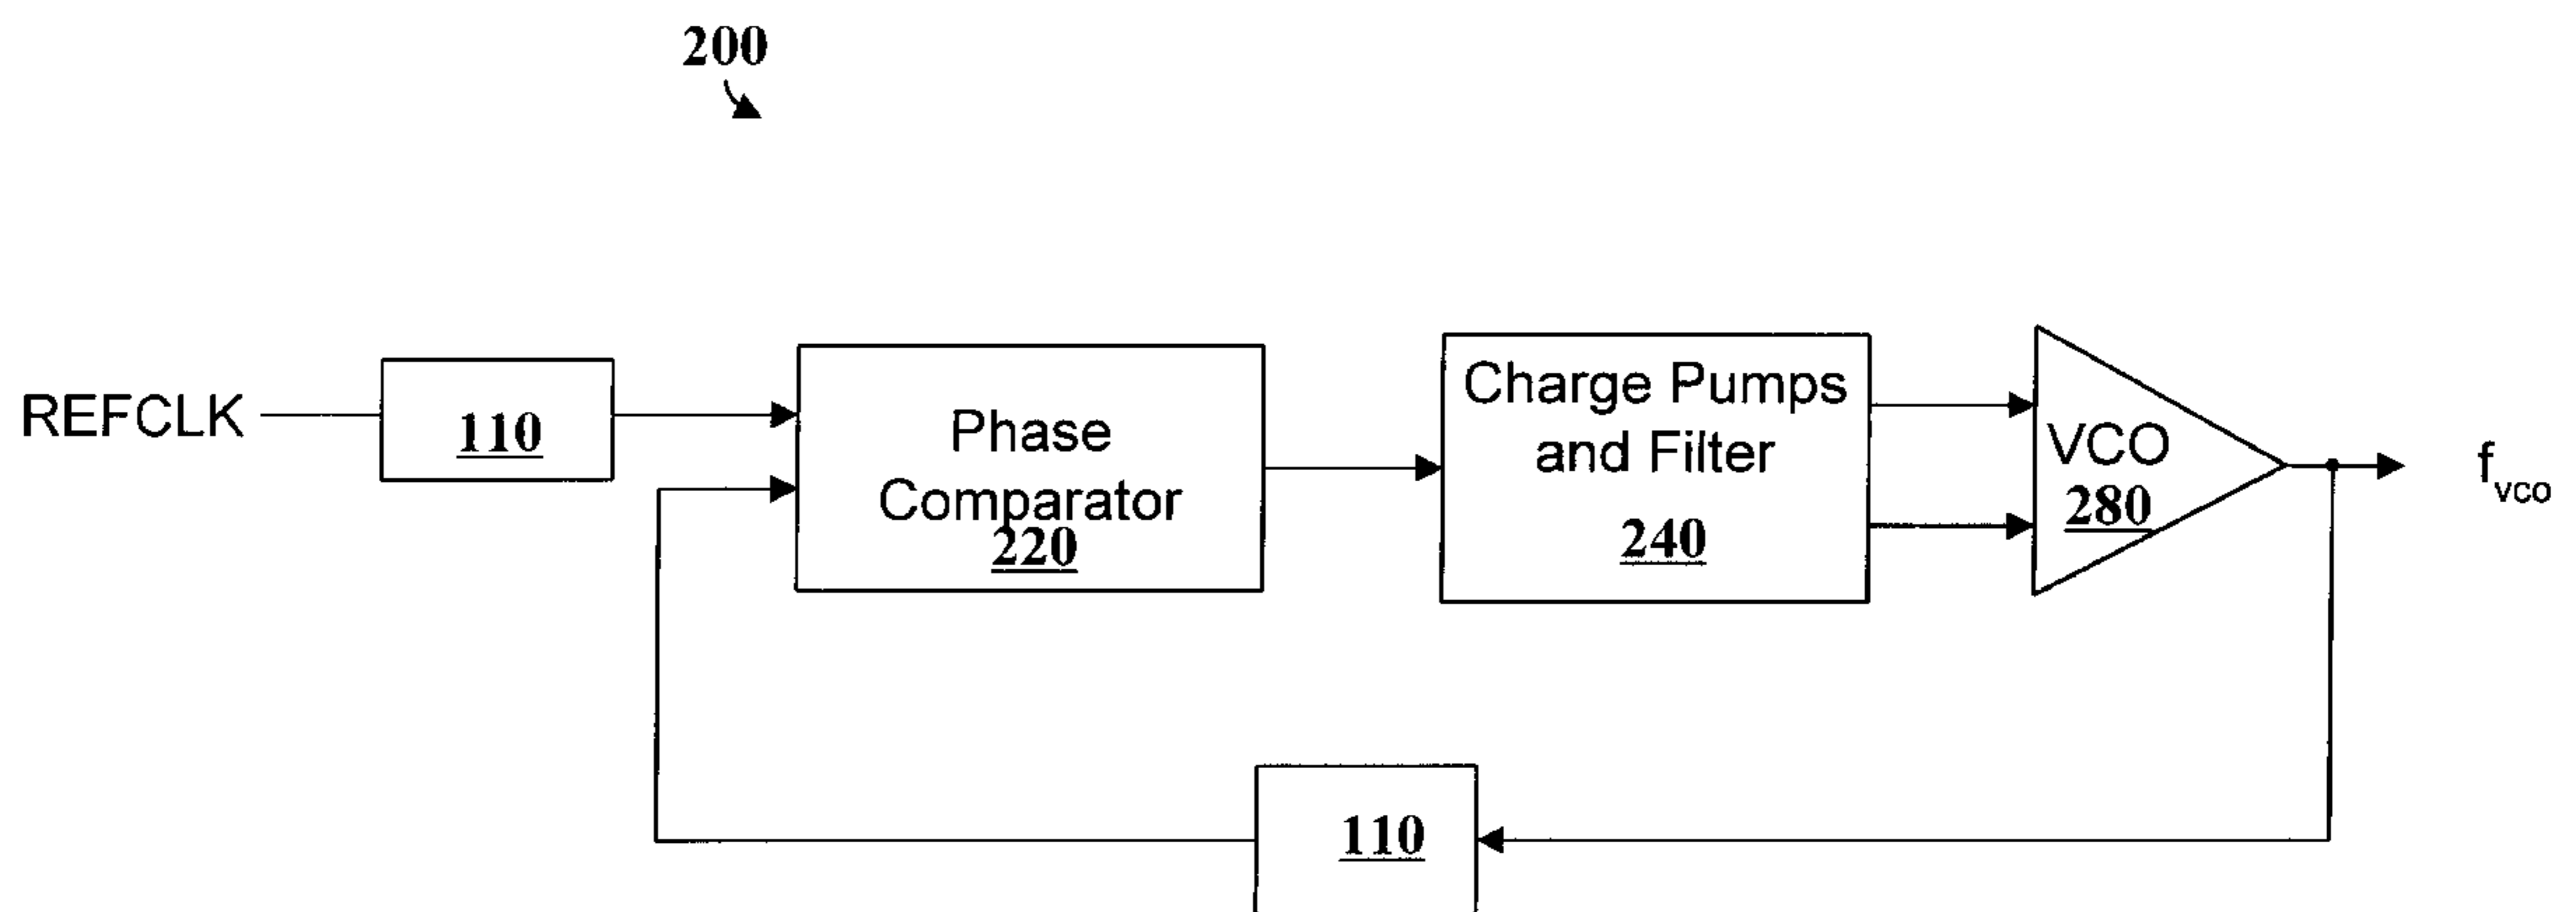 200
REFCLK
110
Phase
Comparator
220
Charge Pumps
and Filter
240
VCO
280
fvco
110